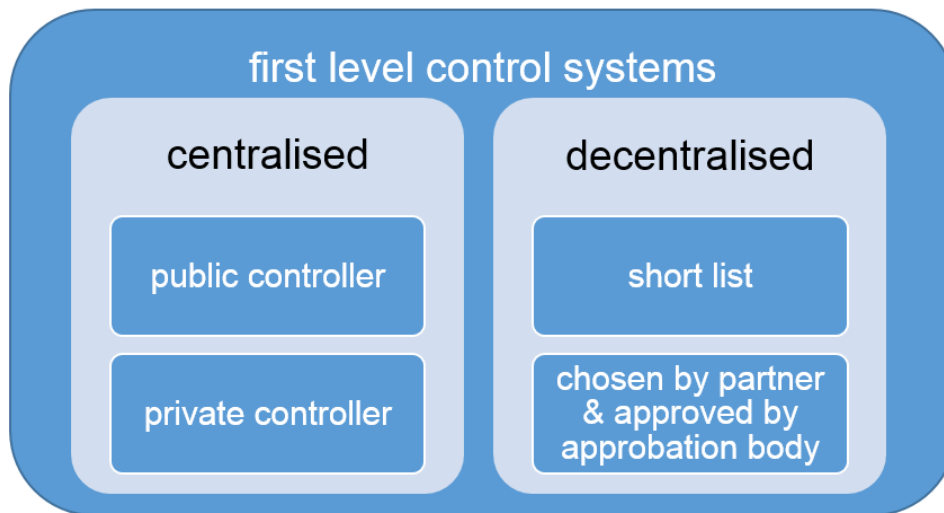 first level control systems
centralised
public controller
private controller
decentralised
short list
chosen by partner
& approved by
approbation body